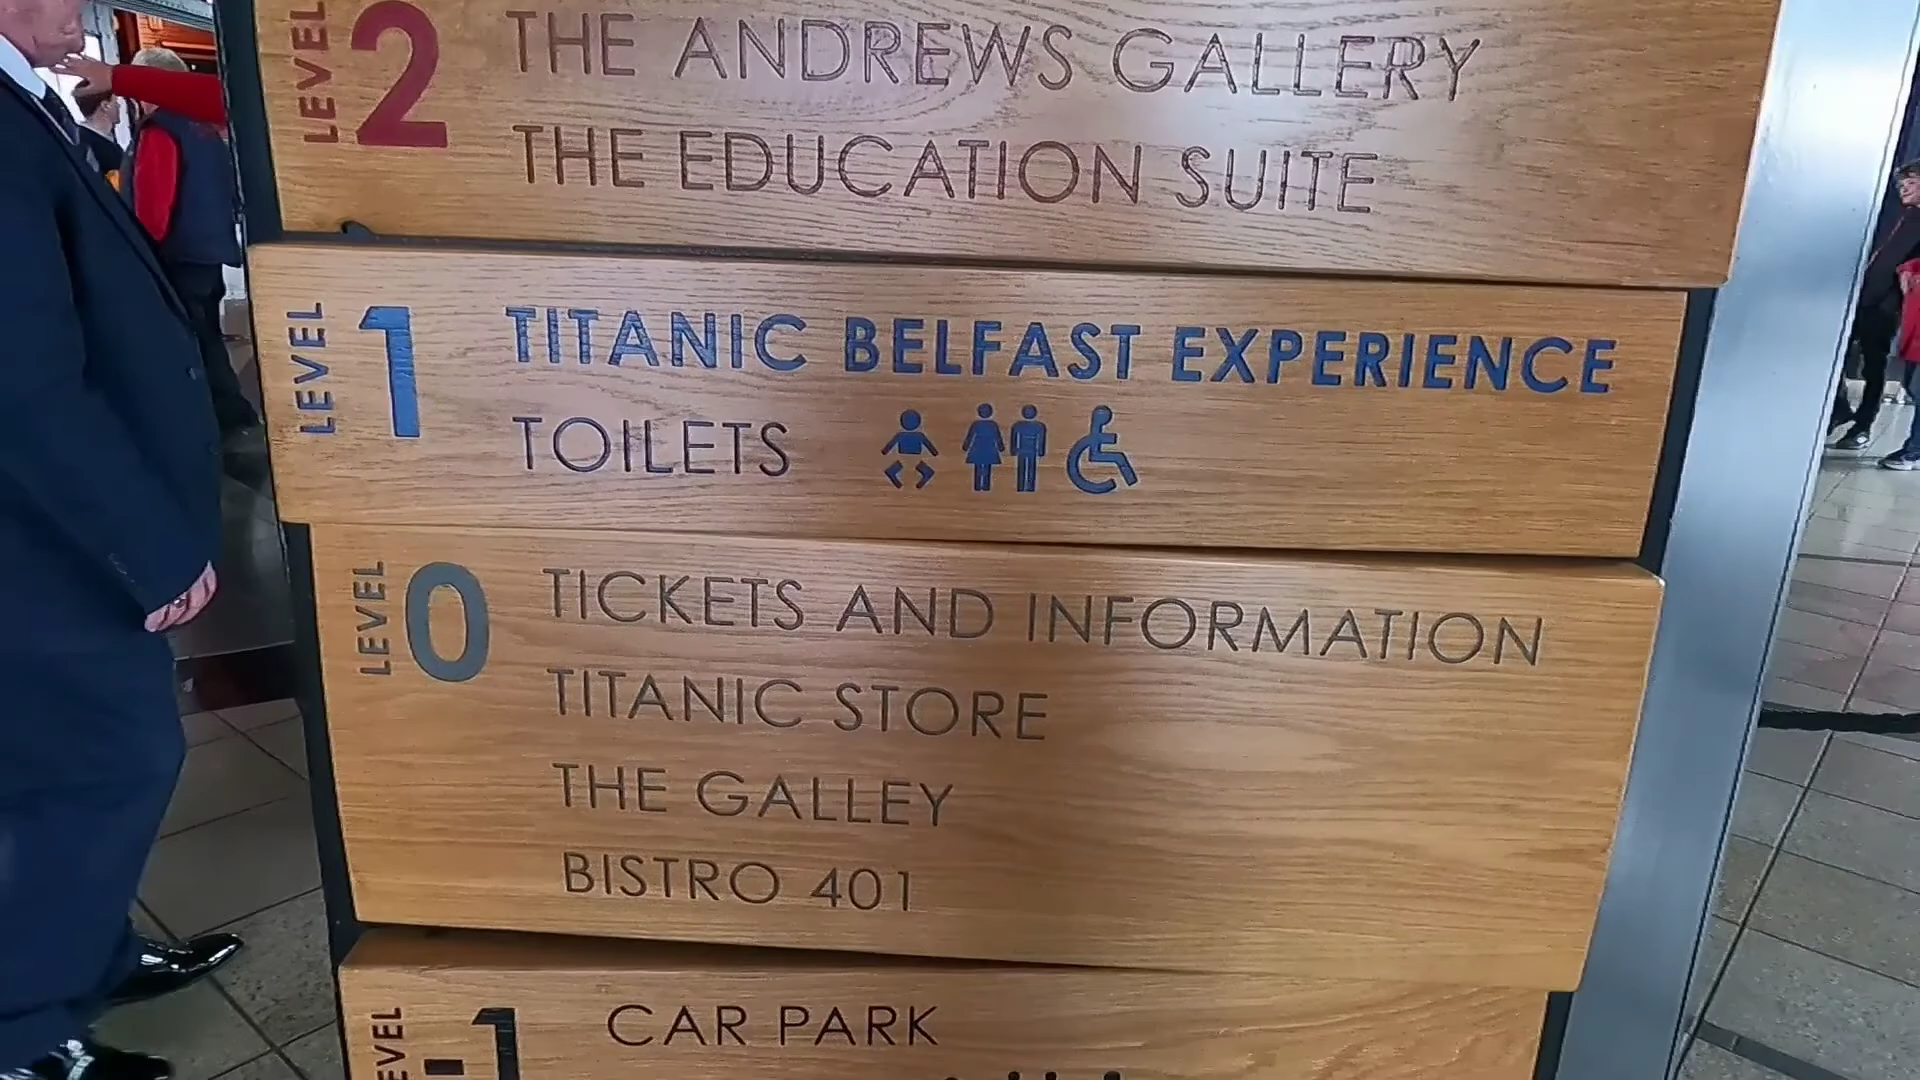 LEVEL 2 THE ANDREWS GALLERY
THE EDUCATION SUITE
LEVEL 1 TITANIC BELFAST EXPERIENCE
TOILETS
LEVEL 0 TICKETS AND INFORMATION
TITANIC STORE
THE GALLEY
BISTRO 401
LEVEL -1 CAR PARK